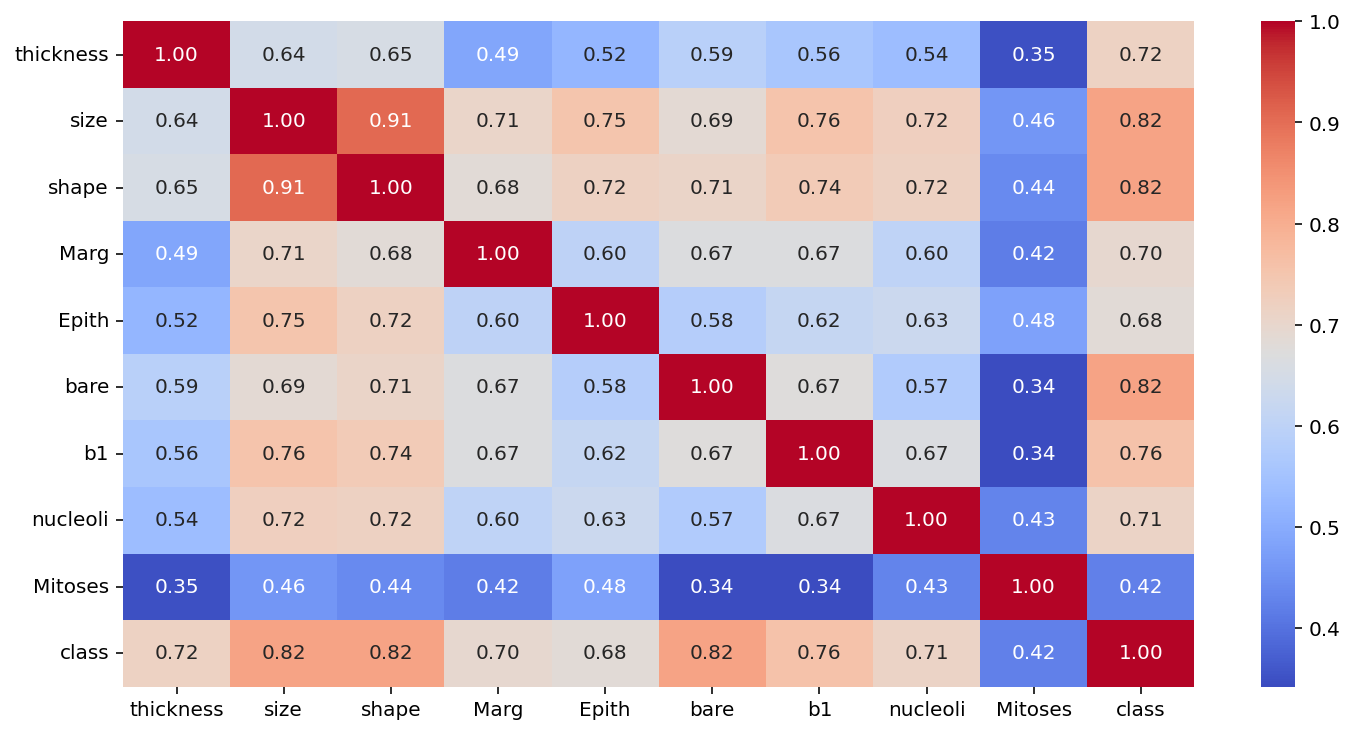 thickness 1.00 0.64 0.65 0.49 0.52 0.59 0.56 0.54 0.35 0.72
size 0.64 1.00 0.91 0.71 0.75 0.69 0.76 0.72 0.46 0.82
shape 0.65 0.91 1.00 0.68 0.72 0.71 0.74 0.72 0.44 0.82
Marg 0.49 0.71 0.68 1.00 0.60 0.67 0.67 0.60 0.42 0.70
Epith 0.52 0.75 0.72 0.60 1.00 0.58 0.62 0.63 0.48 0.68
bare 0.59 0.69 0.71 0.67 0.58 1.00 0.67 0.57 0.34 0.82
b1 0.56 0.76 0.74 0.67 0.62 0.67 1.00 0.67 0.34 0.76
nucleoli 0.54 0.72 0.72 0.60 0.63 0.57 0.67 1.00 0.43 0.71
Mitoses 0.35 0.46 0.44 0.42 0.48 0.34 0.34 0.43 1.00 0.42
class 0.72 0.82 0.82 0.70 0.68 0.82 0.76 0.71 0.42 1.00
thickness size shape Marg Epith bare b1 nucleoli Mitoses class
1.0
0.9
0.8
0.7
0.6
0.5
0.4